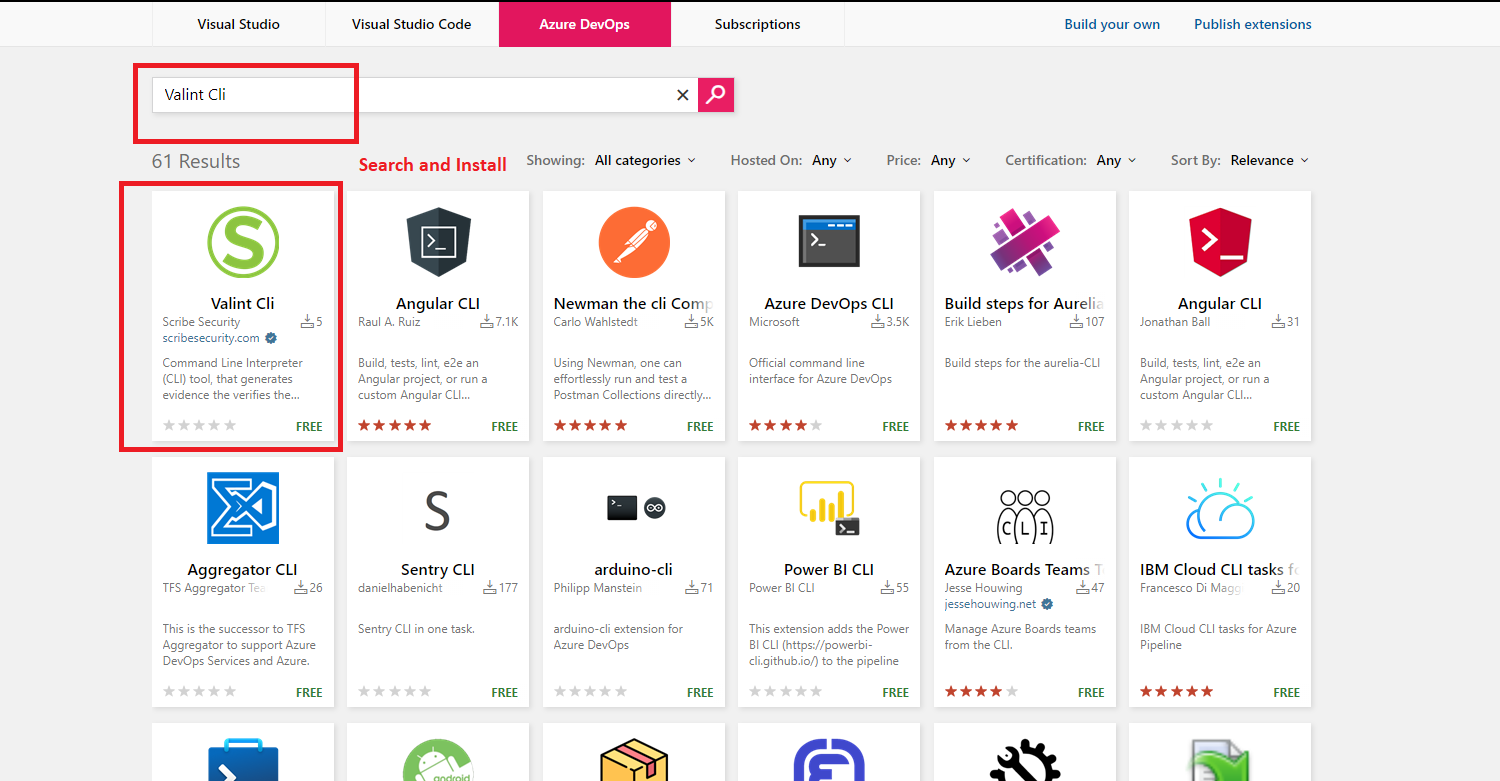 Visual Studio
Visual Studio Code
Azure DevOps
Subscriptions
Build your own
Publish extensions
Valint Cli
61 Results
Search and Install
Showing: All categories
Hosted On: Any
Price: Any
Certification: Any
Sort By: Relevance
S
Valint Cli
Scribe Security
5
scribesecurity.com
Command Line Interpreter
(CLI) tool, that generates
evidence the verifies the...
FREE
Angular CLI
Raul A. Ruiz
7.1K
Build, tests, lint, e2e an
Angular project, or run a
custom Angular CLI...
FREE
Newman the cli Comp
Carlo Wahlstedt
5K
Using Newman, one can
effortlessly run and test a
Postman Collections directly...
FREE
Azure DevOps CLI
Microsoft
3.5K
Official command line
interface for Azure DevOps
FREE
Build steps for Aurelia
Erik Lieben
107
Build steps for the aurelia-CLI
FREE
Angular CLI
Jonathan Ball
31
Build, tests, lint, e2e an
Angular project, or run a
custom Angular CLI...
FREE
Aggregator CLI
TFS Aggregator Tea
26
This is the successor to TFS
Aggregator to support Azure
DevOps Services and Azure.
FREE
S
Sentry CLI
danielhabenicht
177
Sentry CLI in one task.
FREE
arduino-cli
Philipp Manstein
71
arduino-cli extension for
Azure DevOps
FREE
Power BI CLI
Power BI CLI
55
This extension adds the Power
BI CLI (https://powerbi-
cli.github.io/) to the pipeline
FREE
CLI
Azure Boards Teams T
Jesse Houwing
47
jessehouwing.net
Manage Azure Boards teams
from the CLI.
FREE
IBM Cloud CLI tasks fo
Francesco Di Magg
20
IBM Cloud CLI tasks for Azure
Pipeline
FREE
android